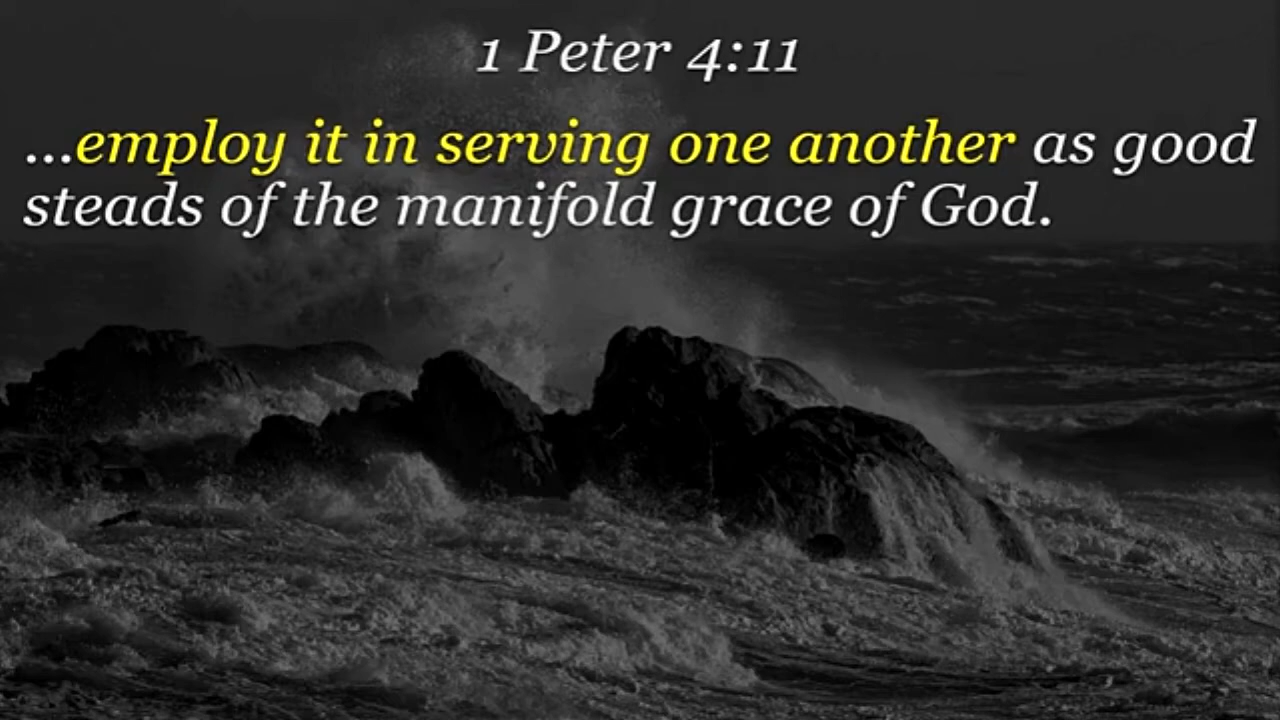 1 Peter 4:11
...employ it in serving one another as good
steads of the manifold grace of God.